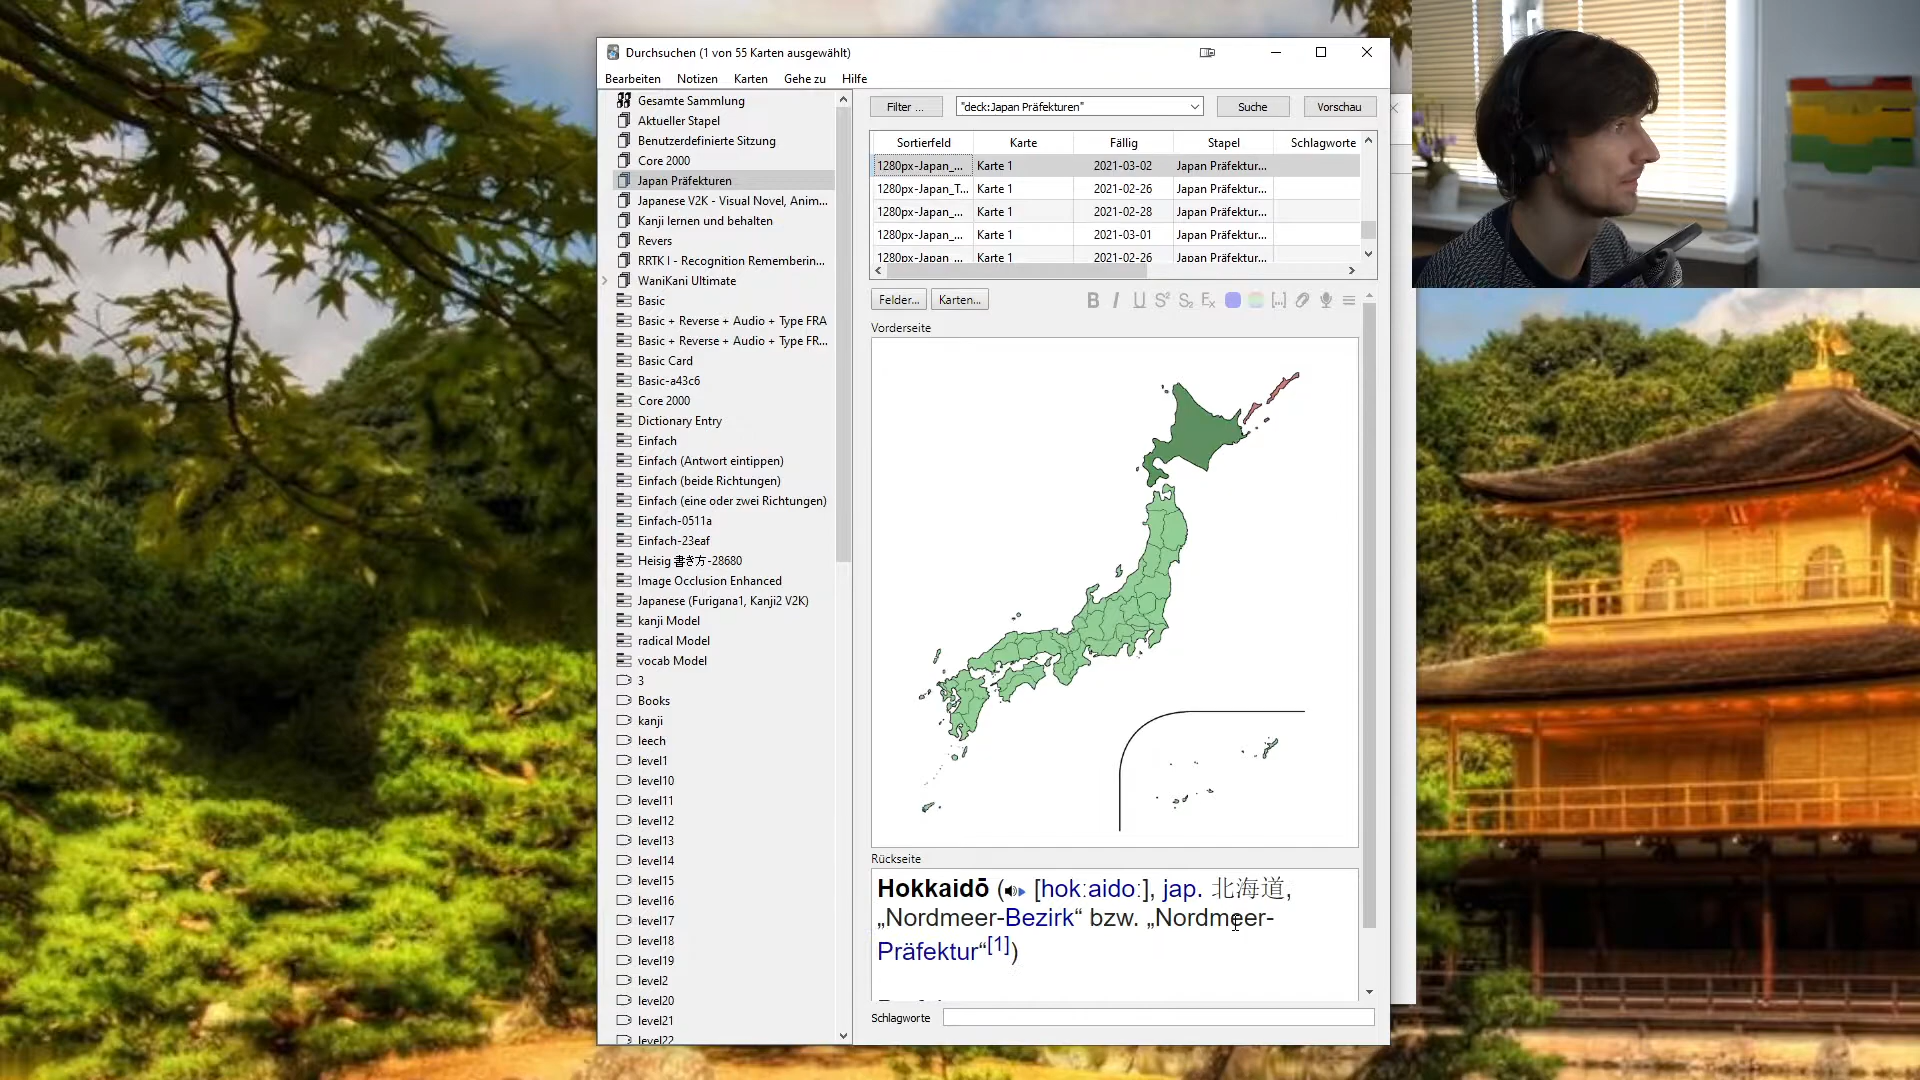 Durchsuchen (1 von 55 Karten ausgewählt)
Bearbeiten Notizen Karten Gehe zu Hilfe
Gesamte Sammlung
Aktueller Stapel
Benutzerdefinierte Sitzung
Core 2000
Japan Präfekturen
Japanese V2K - Visual Novel, Anim...
Kanji lernen und behalten
Revers
RRTK I - Recognition Rememberin...
WaniKani Ultimate
Basic
Basic + Reverse + Audio + Type FRA
Basic + Reverse + Audio + Type FR...
Basic Card
Basic-a43c6
Core 2000
Dictionary Entry
Einfach
Einfach (Antwort eintippen)
Einfach (beide Richtungen)
Einfach (eine oder zwei Richtungen)
Einfach-0511a
Einfach-23eaf
Heisig 書き方-28680
Image Occlusion Enhanced
Japanese (Furigana1, Kanji2 V2K)
kanji Model
radical Model
vocab Model
3
Books
kanji
leech
level1
level10
level11
level12
level13
level14
level15
level16
level17
level18
level19
level2
level20
level21
level22
Filter ... "deck:Japan Präfekturen" Suche Vorschau
Sortierfeld Karte Fällig Stapel Schlagworte
1280px-Japan_... Karte 1 2021-03-02 Japan Präfektur...
1280px-Japan_T... Karte 1 2021-02-26 Japan Präfektur...
1280px-Japan_... Karte 1 2021-02-28 Japan Präfektur...
1280px-Japan_... Karte 1 2021-03-01 Japan Präfektur...
1280px-Japan_... Karte 1 2021-02-26 Japan Präfektur...
Felder... Karten...
B I U S² S₂ Ex [...]
Vorderseite
Rückseite
Hokkaidō ( [hokːaidoː], jap. 北海道,
„Nordmeer-Bezirk“ bzw. „Nordmeer-
Präfektur“[1])
Schlagworte